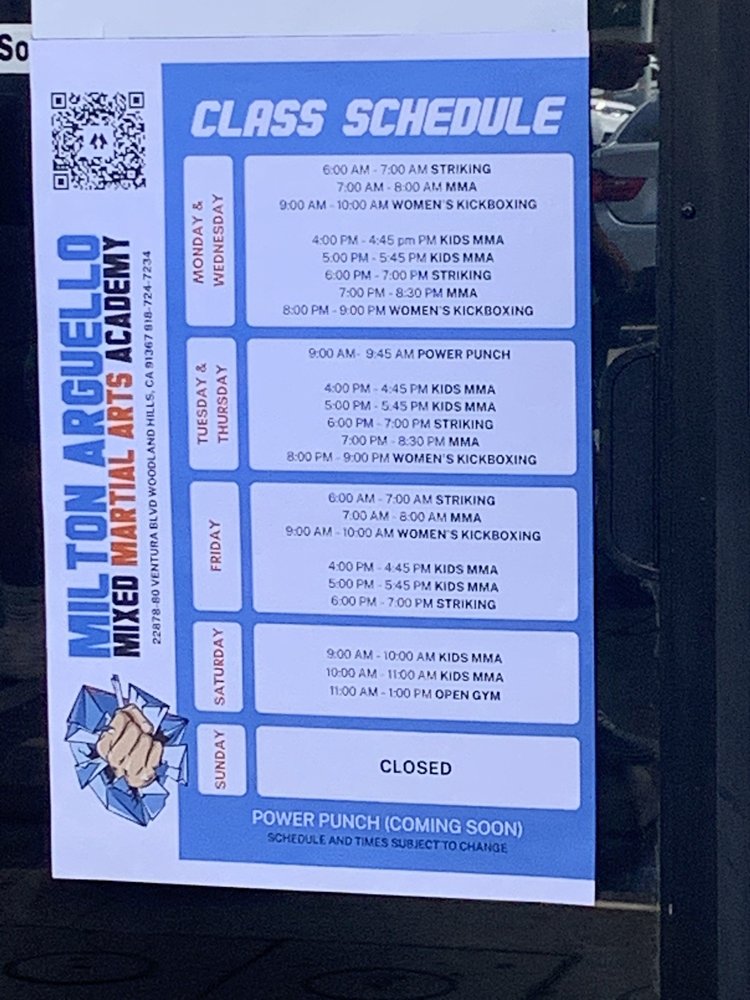 So
CLASS SCHEDULE
MONDAY &
WEDNESDAY
6:00 AM - 7:00 AM STRIKING
7:00 AM - 8:00 AM MMA
9:00 AM - 10:00 AM WOMEN'S KICKBOXING
4:00 PM - 4:45 pm PM KIDS MMA
5:00 PM - 5:45 PM KIDS MMA
6:00 PM - 7:00 PM STRIKING
7:00 PM - 8:30 PM MMA
8:00 PM - 9:00 PM WOMEN'S KICKBOXING
TUESDAY &
THURSDAY
9:00 AM- 9:45 AM POWER PUNCH
4:00 PM - 4:45 PM KIDS MMA
5:00 PM - 5:45 PM KIDS MMA
6:00 PM - 7:00 PM STRIKING
7:00 PM - 8:30 PM MMA
8:00 PM - 9:00 PM WOMEN'S KICKBOXING
FRIDAY
6:00 AM - 7:00 AM STRIKING
7:00 AM - 8:00 AM MMA
9:00 AM - 10:00 AM WOMEN'S KICKBOXING
4:00 PM - 4:45 PM KIDS MMA
5:00 PM - 5:45 PM KIDS MMA
6:00 PM - 7:00 PM STRIKING
SATURDAY
9:00 AM - 10:00 AM KIDS MMA
10:00 AM - 11:00 AM KIDS MMA
11:00 AM - 1:00 PM OPEN GYM
SUNDAY
CLOSED
POWER PUNCH (COMING SOON)
SCHEDULE AND TIMES SUBJECT TO CHANGE
MILTON ARGUELLO
MIXED MARTIAL ARTS ACADEMY
22878-80 VENTURA BLVD WOODLAND HILLS, CA 91367 818-724-7234